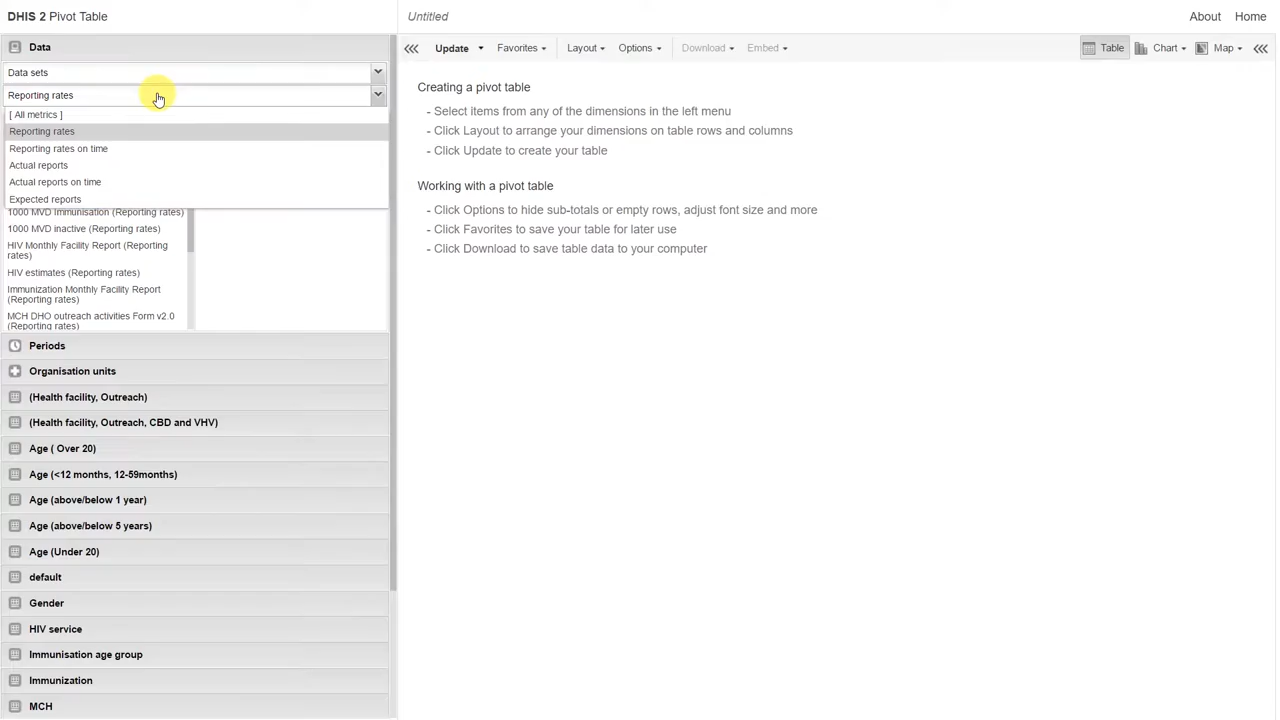 DHIS 2 Pivot Table
Untitled
About
Home
Data
Update
Favorites
Layout
Options
Download
Embed
Table
Chart
Map
Data sets
Reporting rates
[ All metrics ]
Reporting rates
Reporting rates on time
Actual reports
Actual reports on time
Expected reports
1000 MVD Immunisation (Reporting rates)
1000 MVD inactive (Reporting rates)
HIV Monthly Facility Report (Reporting
rates)
HIV estimates (Reporting rates)
Immunization Monthly Facility Report
(Reporting rates)
MCH DHO outreach activities Form v2.0
(Reporting rates)
Periods
Organisation units
(Health facility, Outreach)
(Health facility, Outreach, CBD and VHV)
Age ( Over 20)
Age (<12 months, 12-59months)
Age (above/below 1 year)
Age (above/below 5 years)
Age (Under 20)
default
Gender
HIV service
Immunisation age group
Immunization
MCH
Creating a pivot table
- Select items from any of the dimensions in the left menu
- Click Layout to arrange your dimensions on table rows and columns
- Click Update to create your table
Working with a pivot table
- Click Options to hide sub-totals or empty rows, adjust font size and more
- Click Favorites to save your table for later use
- Click Download to save table data to your computer